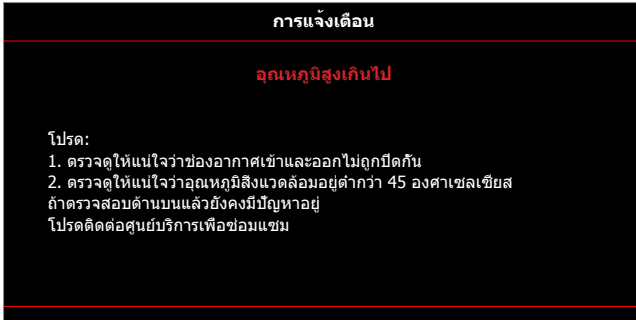 การแจ้งเตือน
อุณหภูมิสูงเกินไป
โปรด:
1. ตรวจดูให้แน่ใจว่าช่องอากาศเข้าและออกไม่ถูกปิดกั้น
2. ตรวจดูให้แน่ใจว่าอุณหภูมิสิ่งแวดล้อมอยู่ต่ำกว่า 45 องศาเซลเซียส
ถ้าตรวจสอบด้านบนแล้วยังคงมีปัญหาอยู่
โปรดติดต่อศูนย์บริการเพื่อซ่อมแซม